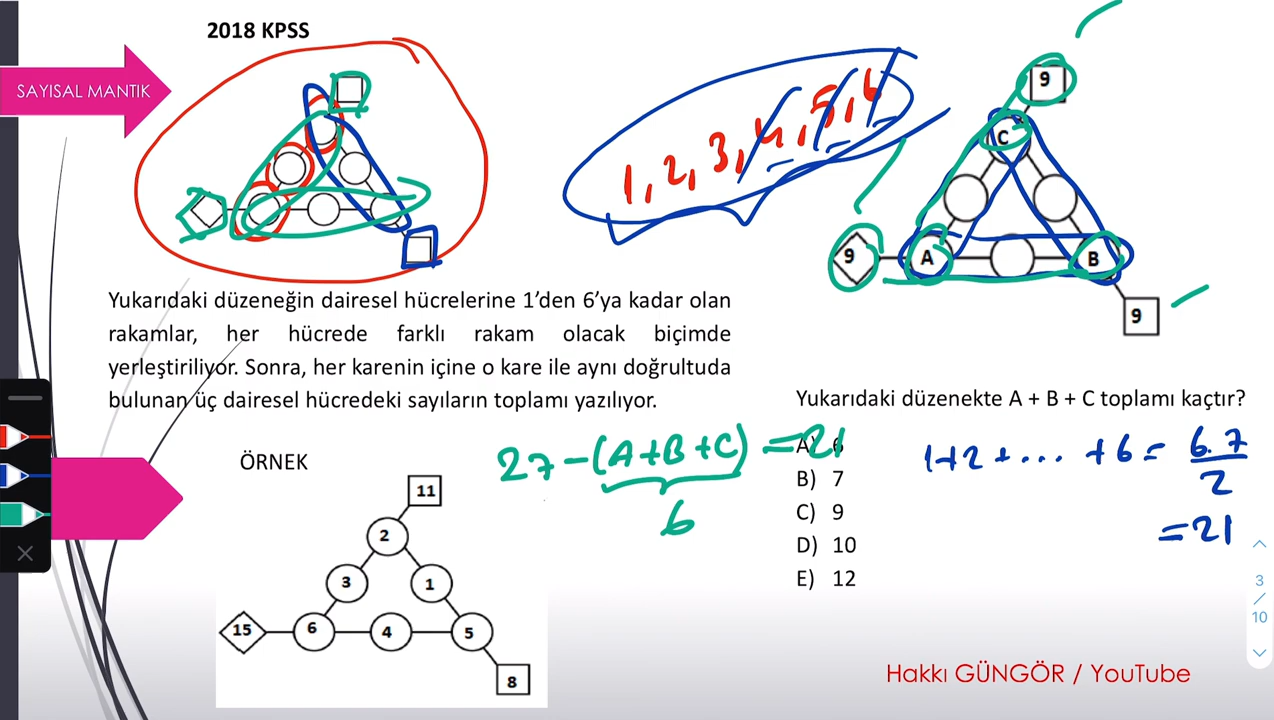 2018 KPSS
SAYISAL MANTIK
1, 2, 3, 4, 5, 6
9
C
9
A
B
9
Yukarıdaki düzeneğin dairesel hücrelerine 1’den 6’ya kadar olan
rakamlar, her hücrede farklı rakam olacak biçimde
yerleştiriliyor. Sonra, her karenin içine o kare ile aynı doğrultuda
bulunan üç dairesel hücredeki sayıların toplamı yazılıyor.
Yukarıdaki düzenekte A + B + C toplamı kaçtır?
A) 6
B) 7
C) 9
D) 10
E) 12
27 - (A+B+C) = 21
6
1+2+... +6 = 6.7
2
= 21
ÖRNEK
11
2
3
1
15
6
4
5
8
3
/
10
Hakkı GÜNGÖR / YouTube